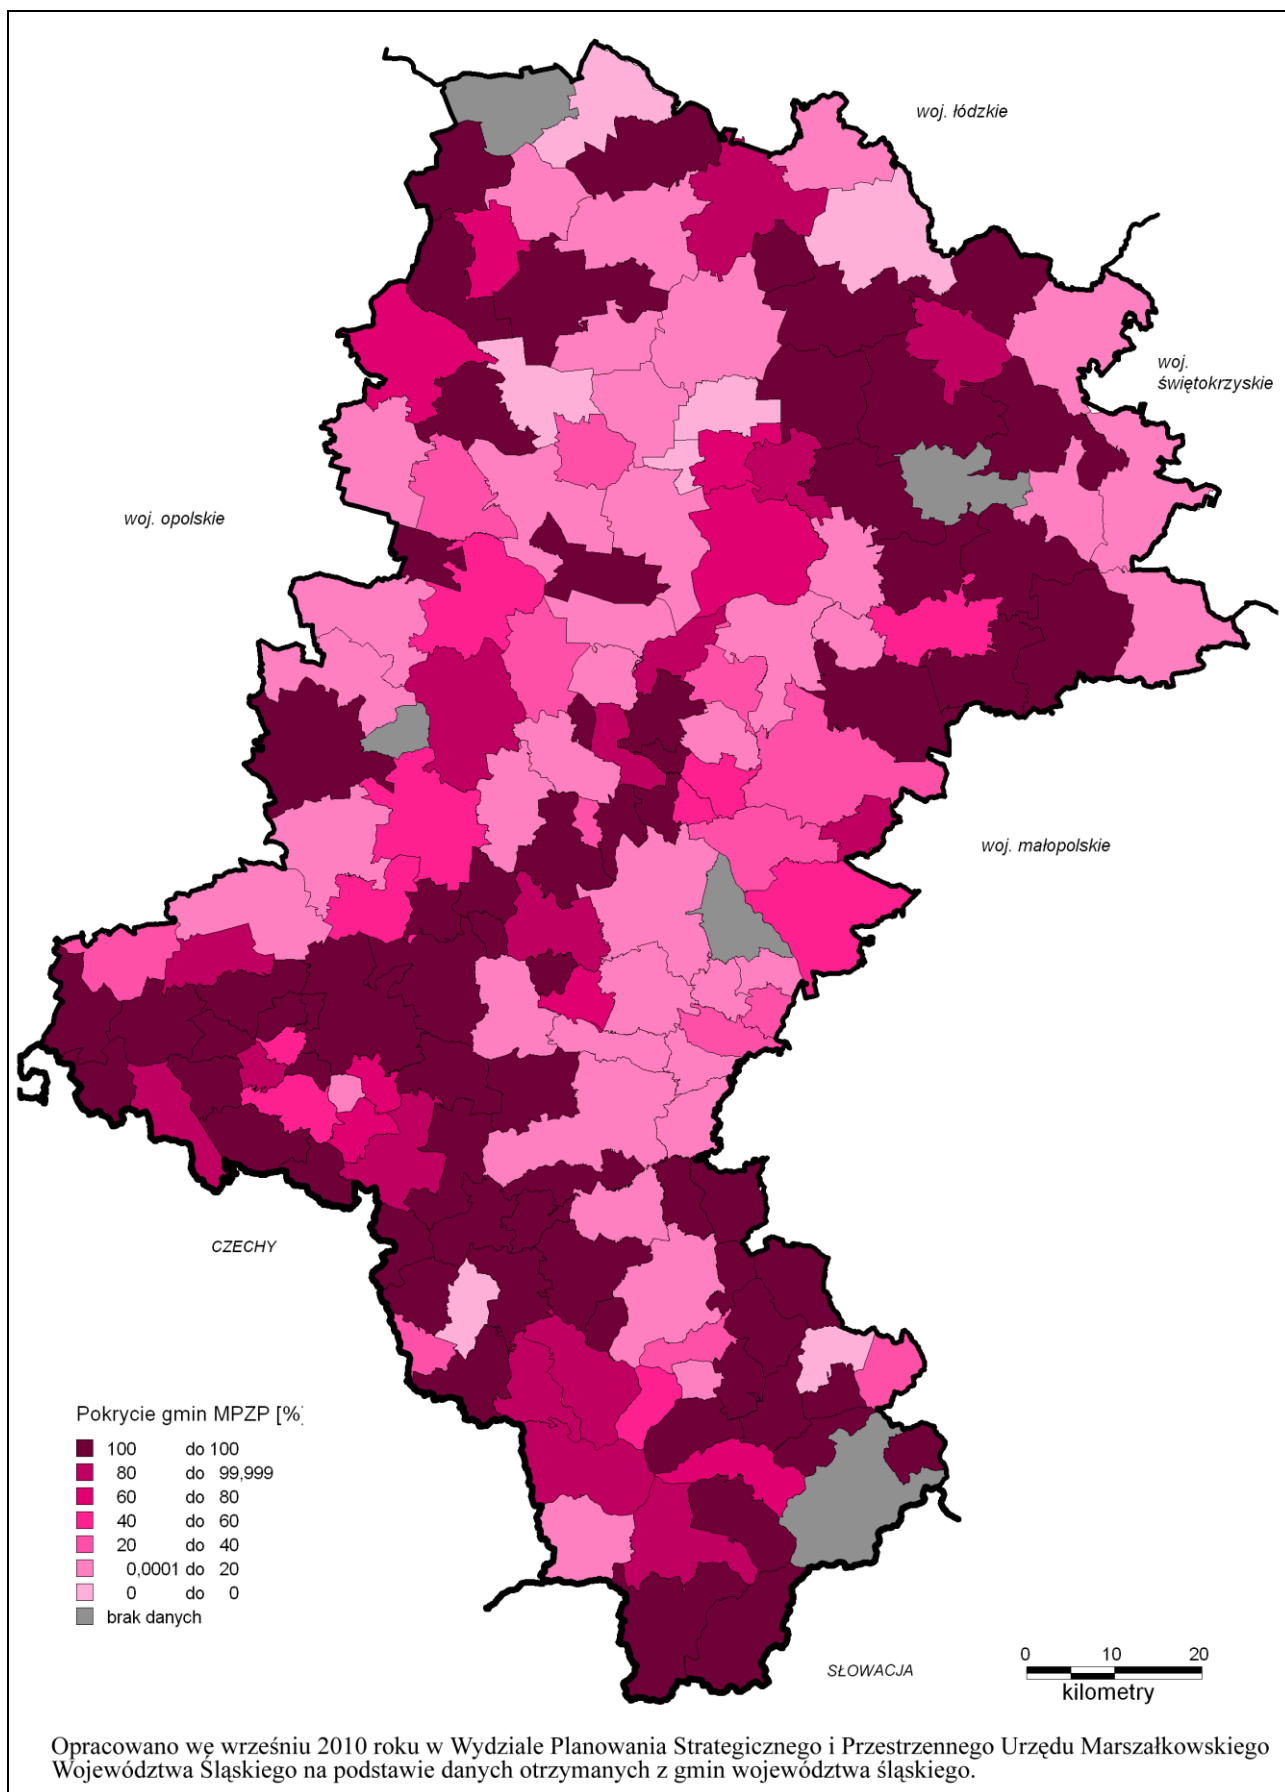 woj. łódzkie
woj.
świętokrzyskie
woj. opolskie
woj. małopolskie
CZECHY
Pokrycie gmin MPZP [%]
100 do 100
80 do 99,999
60 do 80
40 do 60
20 do 40
0,0001 do 20
0 do 0
brak danych
SŁOWACJA
0 10 20
kilometry
Opracowano we wrześniu 2010 roku w Wydziale Planowania Strategicznego i Przestrzennego Urzędu Marszałkowskiego
Województwa Śląskiego na podstawie danych otrzymanych z gmin województwa śląskiego.